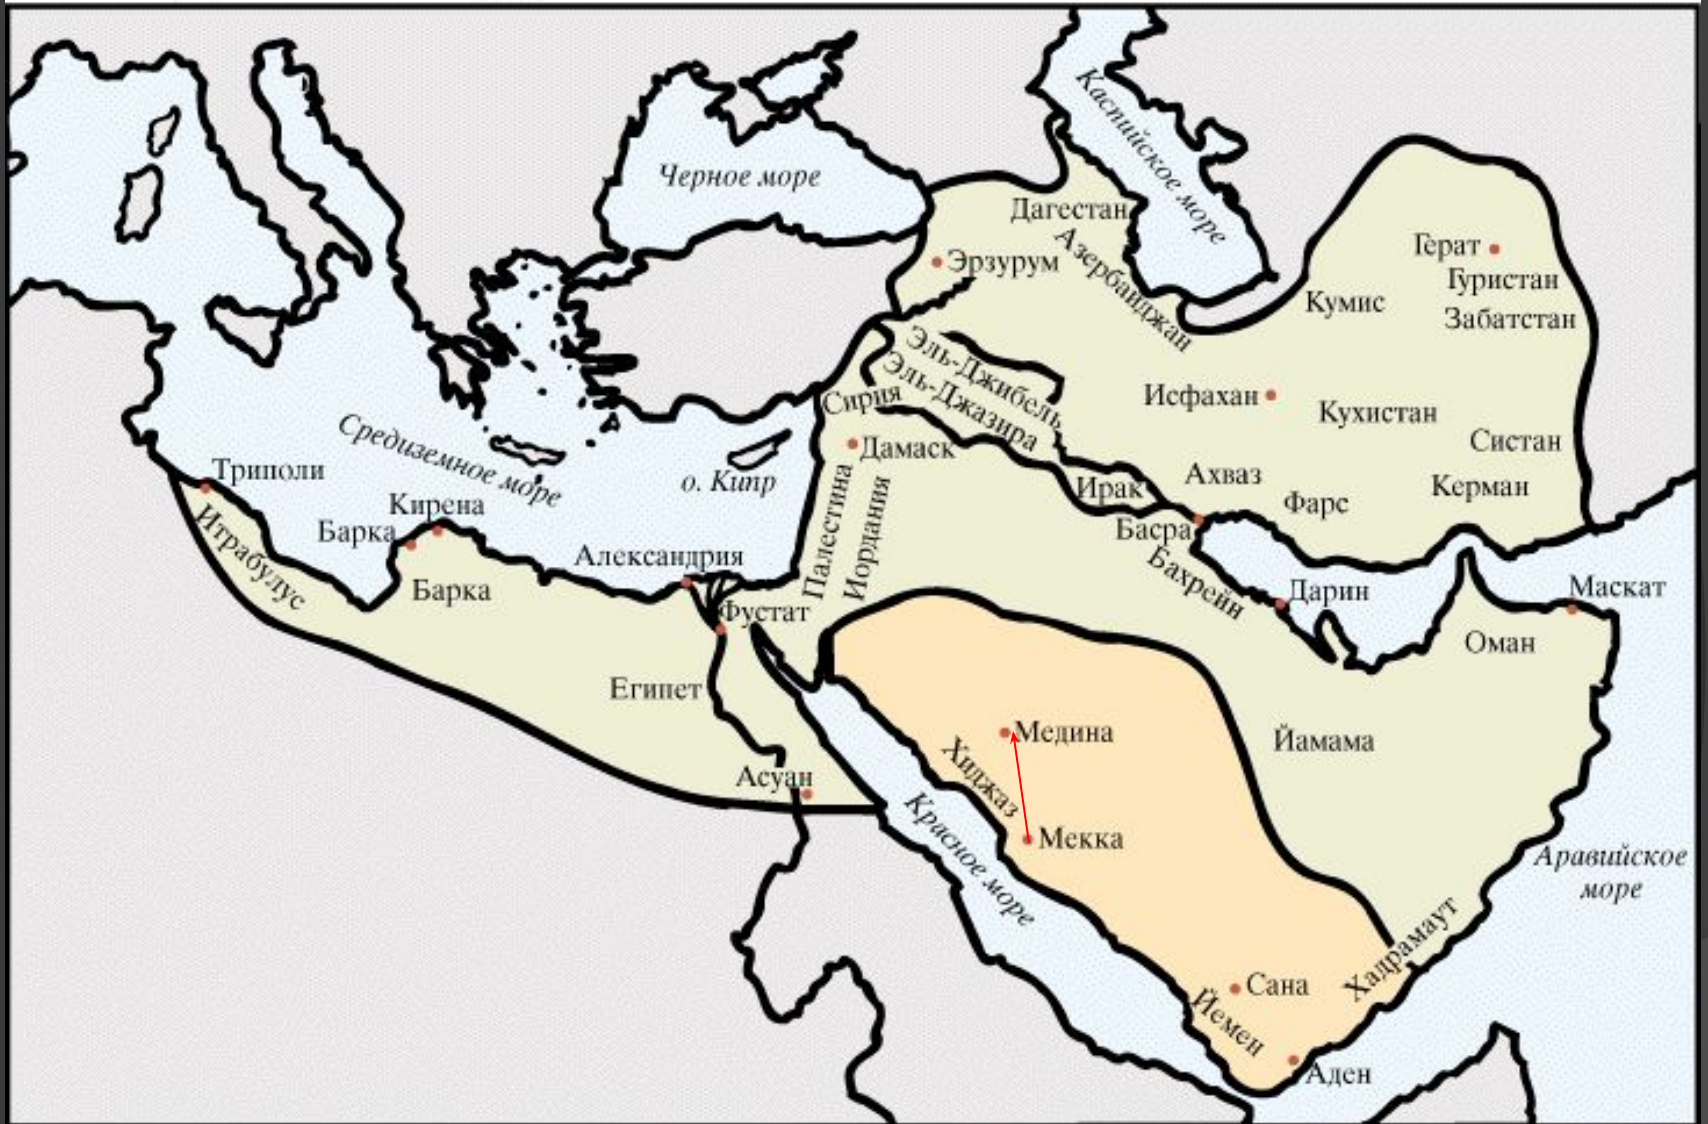 Каспийское море
Черное море
Дагестан
Азербайджан
Эрзурум
Герат
Гуристан
Забатстан
Кумис
Эль-Джибель
Эль-Джазира
Сирия
Исфахан
Кухистан
Систан
Средиземное море
Дамаск
о. Кипр
Триполи
Кирена
Барка
Итрабулус
Барка
Александрия
Палестина
Иордания
Ирак
Ахваз
Фарс
Керман
Басра
Бахрейн
Дарин
Маскат
Фустат
Оман
Египет
Медина
Йамама
Хиджаз
Асуан
Мекка
Красное море
Аравийское
море
Хадрамаут
Сана
Йемен
Аден